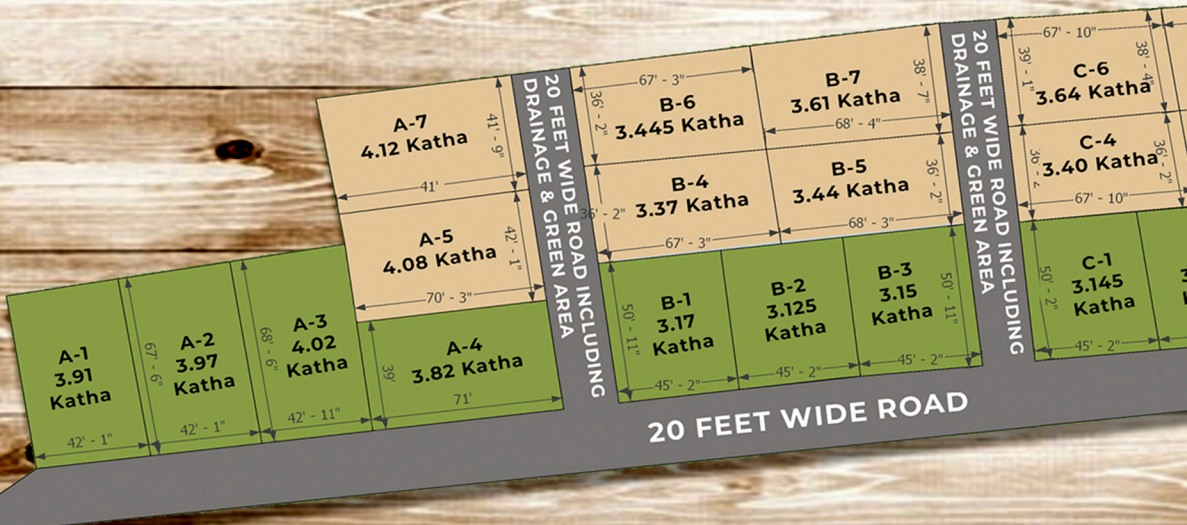 A-1
3.91
Katha
42' - 1"
A-2
3.97
Katha
67' - 6"
42' - 1"
A-3
4.02
Katha
68' - 6"
42' - 11"
A-7
4.12 Katha
41' - 9"
41'
A-5
4.08 Katha
42' - 1"
70' - 3"
A-4
3.82 Katha
39'
71'
20 FEET WIDE ROAD INCLUDING
DRAINAGE & GREEN AREA
67' - 3"
36' - 2"
B-6
3.445 Katha
B-7
3.61 Katha
38' - 7"
68' - 4"
B-4
3.37 Katha
36' - 2"
67' - 3"
B-5
3.44 Katha
36' - 2"
68' - 3"
B-1
3.17
Katha
50' - 11"
45' - 2"
B-2
3.125
Katha
45' - 2"
B-3
3.15
Katha
50' - 11"
45' - 2"
20 FEET WIDE ROAD INCLUDING
DRAINAGE & GREEN AREA
67' - 10"
39' - 1"
38' - 4"
C-6
3.64 Katha
C-4
3.40 Katha
36' - 2"
67' - 10"
C-1
3.145
Katha
50' - 2"
45' - 2"
20 FEET WIDE ROAD